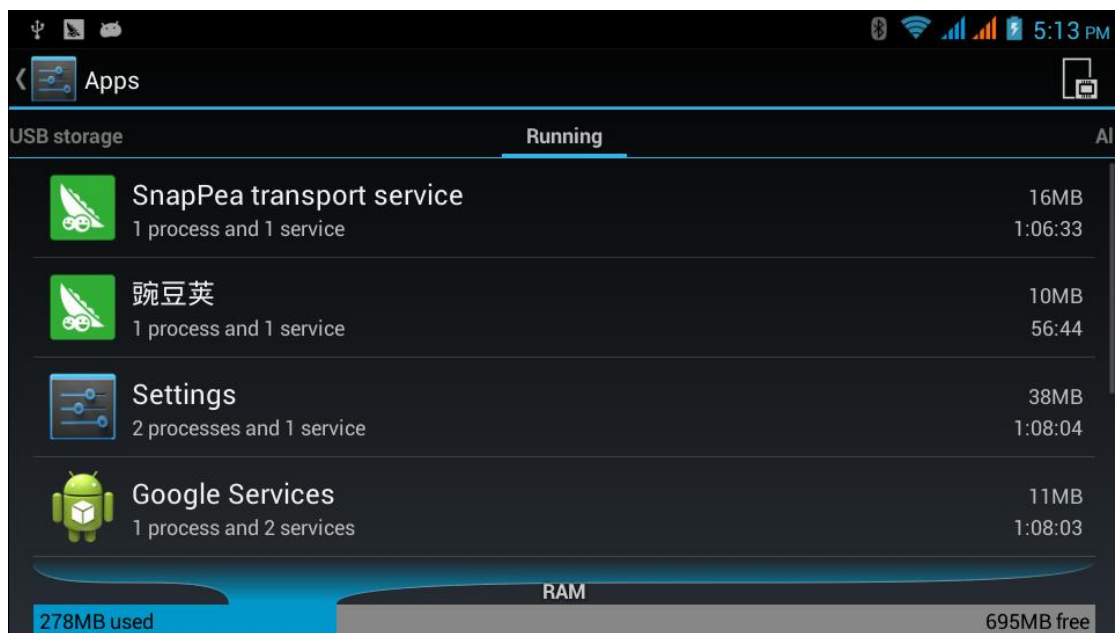 5:13 PM
Apps
USB storage Running Al
SnapPea transport service 16MB
1 process and 1 service 1:06:33
豌豆荚 10MB
1 process and 1 service 56:44
Settings 38MB
2 processes and 1 service 1:08:04
Google Services 11MB
1 process and 2 services 1:08:03
RAM
278MB used 695MB free